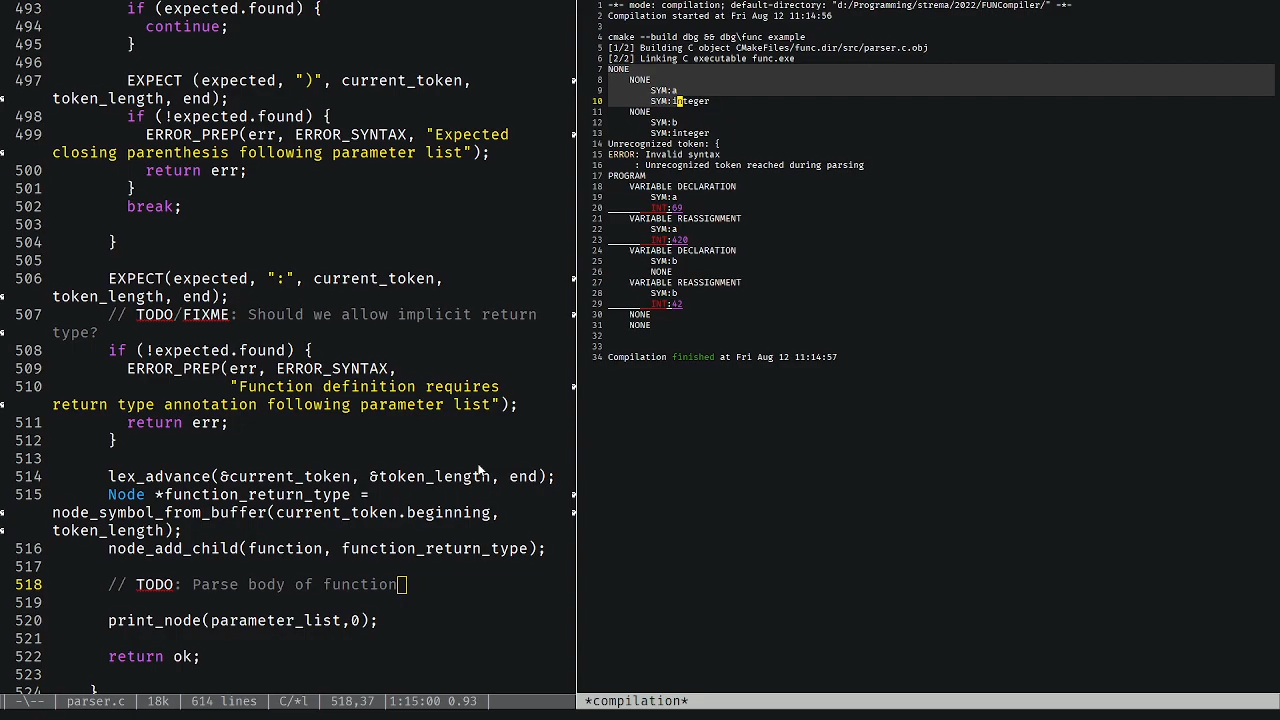 493         if (expected.found) {
494           continue;
495         }
496
497         EXPECT (expected, ")", current_token,
token_length, end);
498         if (!expected.found) {
499           ERROR_PREP(err, ERROR_SYNTAX, "Expected
closing parenthesis following parameter list");
500           return err;
501         }
502         break;
503
504       }
505
506       EXPECT(expected, ":", current_token,
token_length, end);
507       // TODO/FIXME: Should we allow implicit return
type?
508       if (!expected.found) {
509         ERROR_PREP(err, ERROR_SYNTAX,
510                    "Function definition requires
return type annotation following parameter list");
511         return err;
512       }
513
514       lex_advance(&current_token, &token_length, end);
515       Node *function_return_type =
node_symbol_from_buffer(current_token.beginning,
token_length);
516       node_add_child(function, function_return_type);
517
518       // TODO: Parse body of function
519
520       print_node(parameter_list,0);
521
522       return ok;
523
524     }
-\-- parser.c 18k 614 lines C/*l 518,37 1:15:00 0.93
1 -*- mode: compilation; default-directory: "d:/Programming/strema/2022/FUNCompiler/" -*-
2 Compilation started at Fri Aug 12 11:14:56
3
4 cmake --build dbg && dbg\func example
5 [1/2] Building C object CMakeFiles/func.dir/src/parser.c.obj
6 [2/2] Linking C executable func.exe
7 NONE
8     NONE
9         SYM:a
10         SYM:integer
11     NONE
12         SYM:b
13         SYM:integer
14 Unrecognized token: {
15 ERROR: Invalid syntax
16      : Unrecognized token reached during parsing
17 PROGRAM
18     VARIABLE DECLARATION
19         SYM:a
20         INT:69
21     VARIABLE REASSIGNMENT
22         SYM:a
23         INT:420
24     VARIABLE DECLARATION
25         SYM:b
26         NONE
27     VARIABLE REASSIGNMENT
28         SYM:b
29         INT:42
30     NONE
31     NONE
32
33
34 Compilation finished at Fri Aug 12 11:14:57
*compilation*